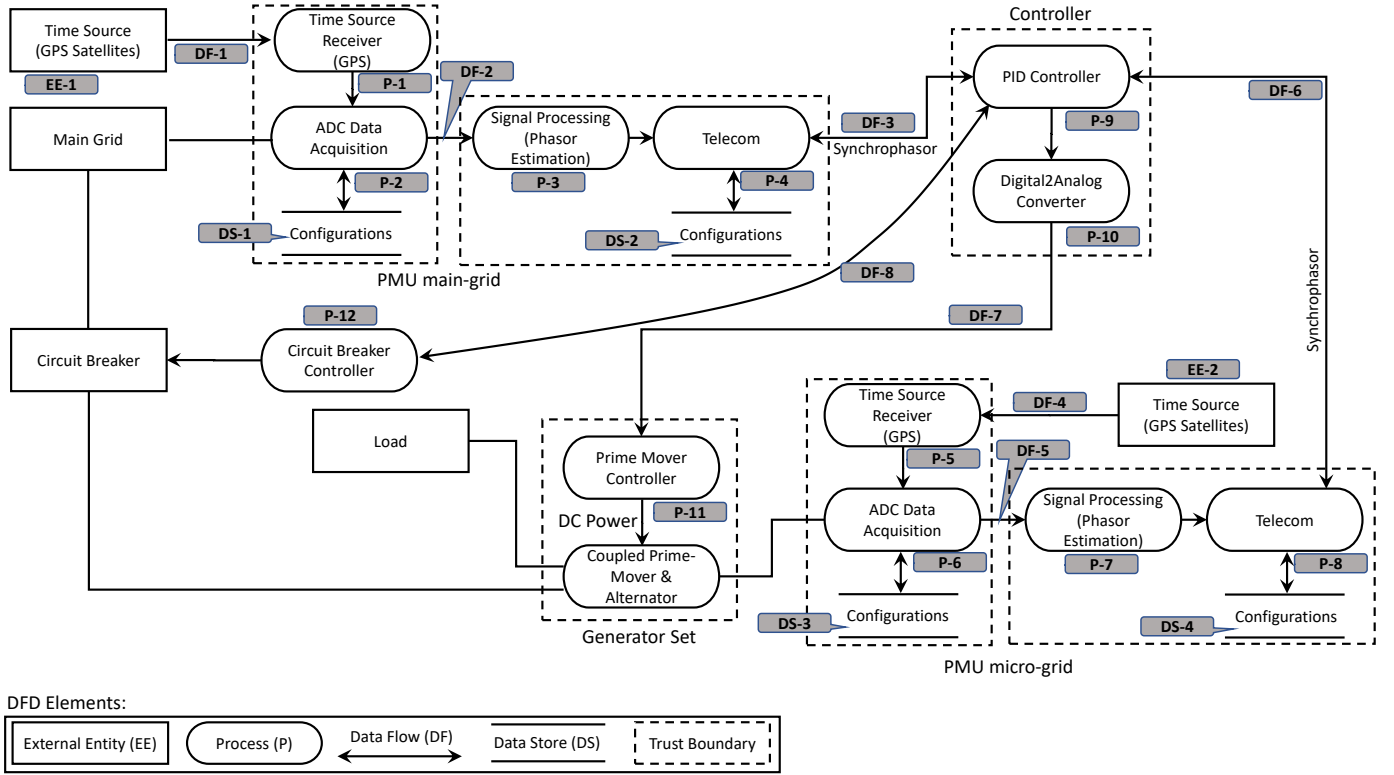 Time Source
(GPS Satellites)
EE-1
DF-1
Time Source
Receiver
(GPS)
P-1
DF-2
Main Grid
ADC Data
Acquisition
P-2
DS-1
Configurations
PMU main-grid
Signal Processing
(Phasor
Estimation)
P-3
Telecom
P-4
DS-2
Configurations
DF-3
Synchrophasor
Controller
PID Controller
P-9
Digital2Analog
Converter
P-10
DF-6
Synchrophasor
DF-8
DF-7
P-12
Circuit Breaker
Circuit Breaker
Controller
Load
Prime Mover
Controller
DC Power
P-11
Coupled Prime-
Mover &
Alternator
Generator Set
Time Source
Receiver
(GPS)
P-5
DF-4
EE-2
Time Source
(GPS Satellites)
DF-5
ADC Data
Acquisition
P-6
DS-3
Configurations
Signal Processing
(Phasor
Estimation)
P-7
Telecom
P-8
DS-4
Configurations
PMU micro-grid
DFD Elements:
External Entity (EE)
Process (P)
Data Flow (DF)
Data Store (DS)
Trust Boundary